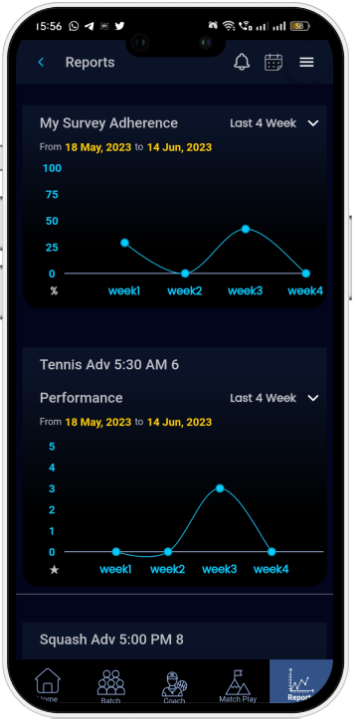 15:56 58
Reports
My Survey Adherence Last 4 Week
From 18 May, 2023 to 14 Jun, 2023
100
75
50
25
0
% week1 week2 week3 week4
Tennis Adv 5:30 AM 6
Performance Last 4 Week
From 18 May, 2023 to 14 Jun, 2023
5
4
3
2
1
0
★ week1 week2 week3 week4
Squash Adv 5:00 PM 8
Home Batch Coach Match Play Report